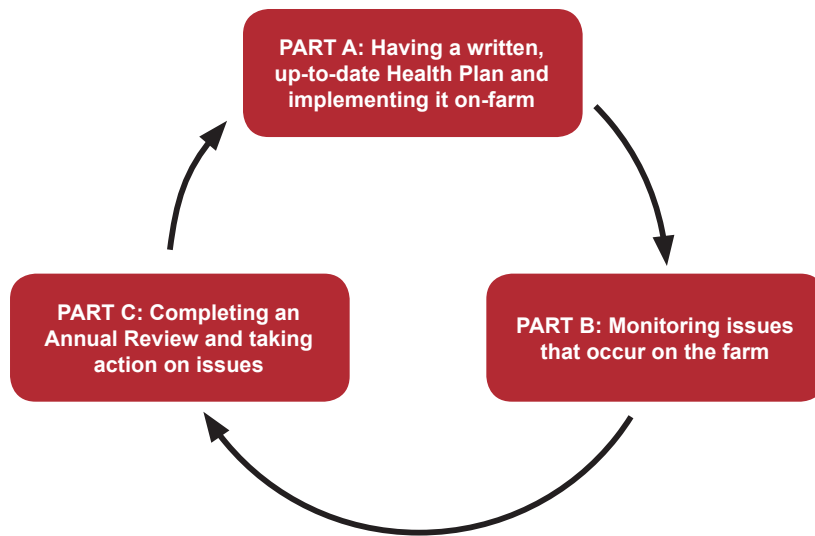 PART A: Having a written,
up-to-date Health Plan and
implementing it on-farm
PART C: Completing an
Annual Review and taking
action on issues
PART B: Monitoring issues
that occur on the farm